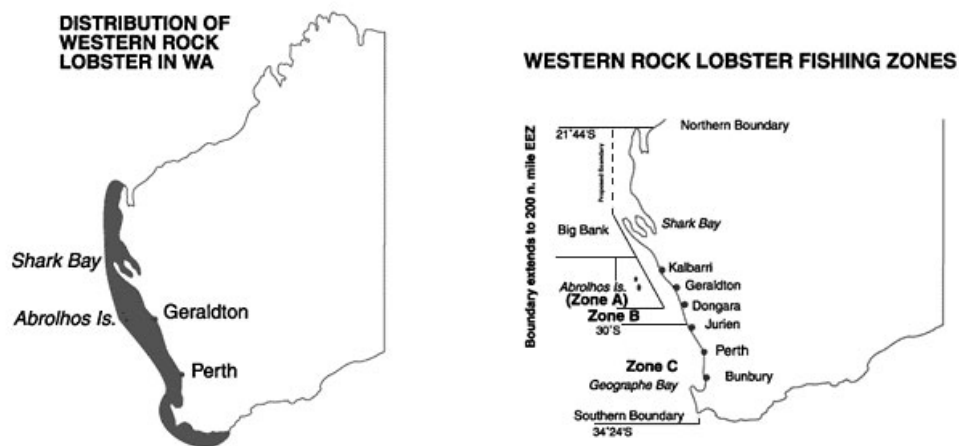 DISTRIBUTION OF
WESTERN ROCK
LOBSTER IN WA
Shark Bay
Abrolhos Is.
Geraldton
Perth
WESTERN ROCK LOBSTER FISHING ZONES
Boundary extends to 200 n. mile EEZ
21°44'S
Northern Boundary
Proposed Boundary
Shark Bay
Big Bank
Kalbarri
Abrolhos Is.
(Zone A)
Geraldton
Dongara
Zone B
30°S
Jurien
Perth
Zone C
Geographe Bay
Bunbury
Southern Boundary
34°24'S